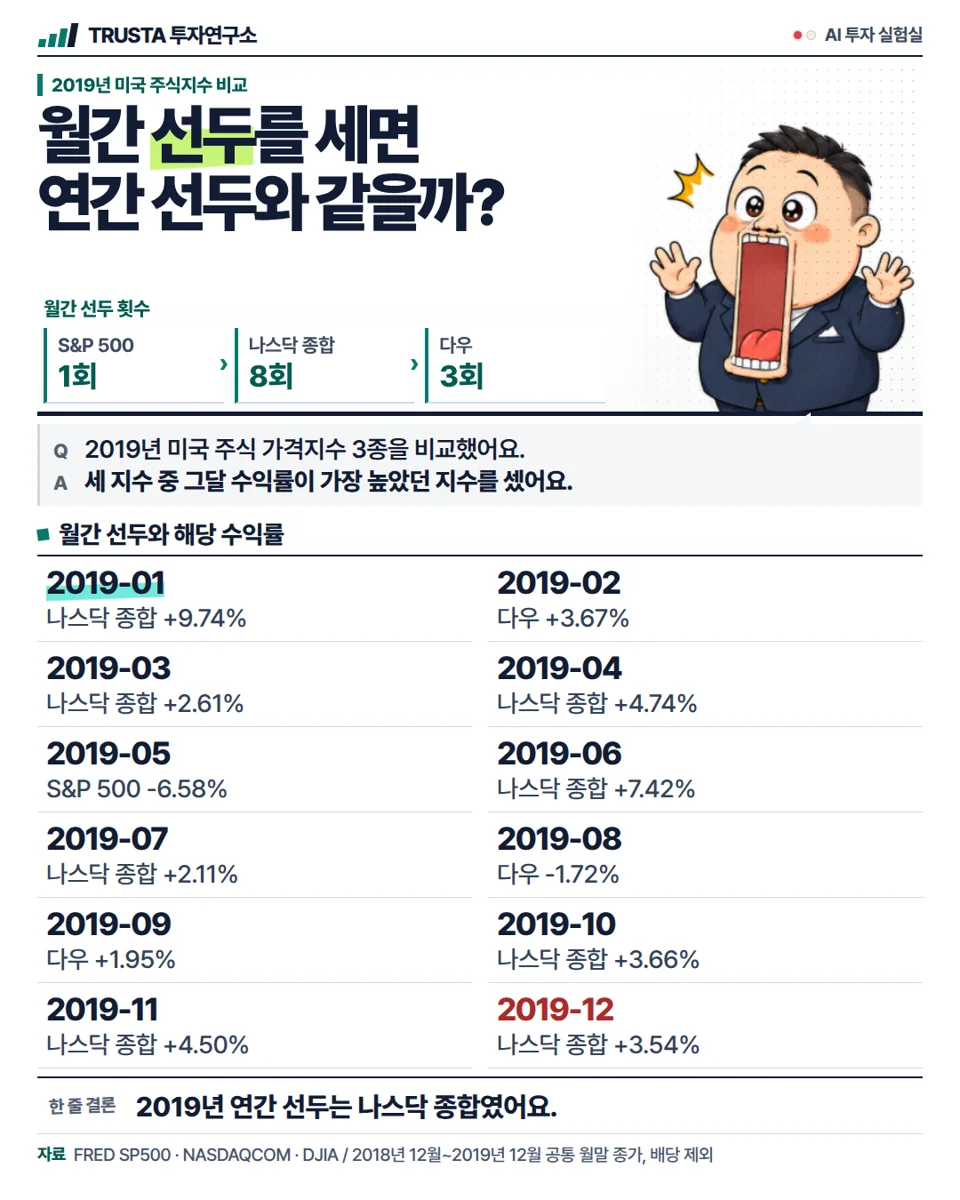 TRUSTA 투자연구소
AI 투자 실험실
2019년 미국 주식지수 비교
월간 선두를 세면
연간 선두와 같을까?
월간 선두 횟수
S&P 500
1회
›
나스닥 종합
8회
›
다우
3회
Q 2019년 미국 주식 가격지수 3종을 비교했어요.
A 세 지수 중 그달 수익률이 가장 높았던 지수를 셌어요.
월간 선두와 해당 수익률
2019-01
나스닥 종합 +9.74%
2019-02
다우 +3.67%
2019-03
나스닥 종합 +2.61%
2019-04
나스닥 종합 +4.74%
2019-05
S&P 500 -6.58%
2019-06
나스닥 종합 +7.42%
2019-07
나스닥 종합 +2.11%
2019-08
다우 -1.72%
2019-09
다우 +1.95%
2019-10
나스닥 종합 +3.66%
2019-11
나스닥 종합 +4.50%
2019-12
나스닥 종합 +3.54%
한 줄 결론 2019년 연간 선두는 나스닥 종합였어요.
자료 FRED SP500 · NASDAQCOM · DJIA / 2018년 12월~2019년 12월 공통 월말 종가, 배당 제외